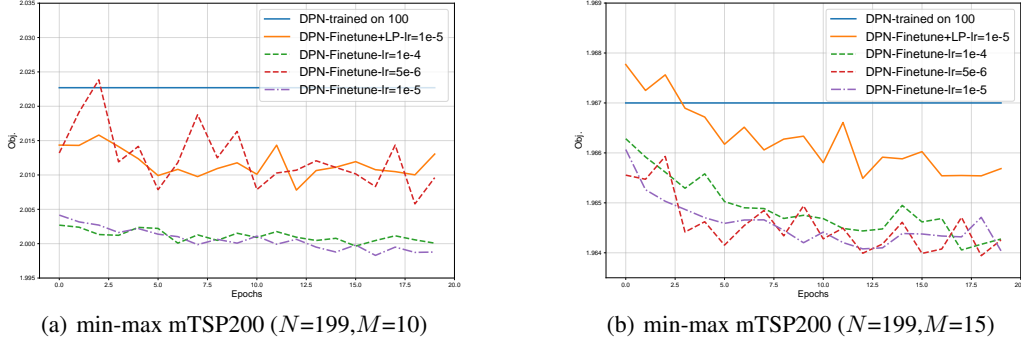 2.035
2.030
2.025
2.020
2.015
2.010
2.005
2.000
1.995
Obj.
0.0 2.5 5.0 7.5 10.0 12.5 15.0 17.5 20.0
Epochs
DPN-trained on 100
DPN-Finetune+LP-lr=1e-5
DPN-Finetune-lr=1e-4
DPN-Finetune-lr=5e-6
DPN-Finetune-lr=1e-5
(a) min-max mTSP200 (N=199,M=10)
1.969
1.968
1.967
1.966
1.965
1.964
Obj.
0.0 2.5 5.0 7.5 10.0 12.5 15.0 17.5 20.0
Epochs
DPN-trained on 100
DPN-Finetune+LP-lr=1e-5
DPN-Finetune-lr=1e-4
DPN-Finetune-lr=5e-6
DPN-Finetune-lr=1e-5
(b) min-max mTSP200 (N=199,M=15)